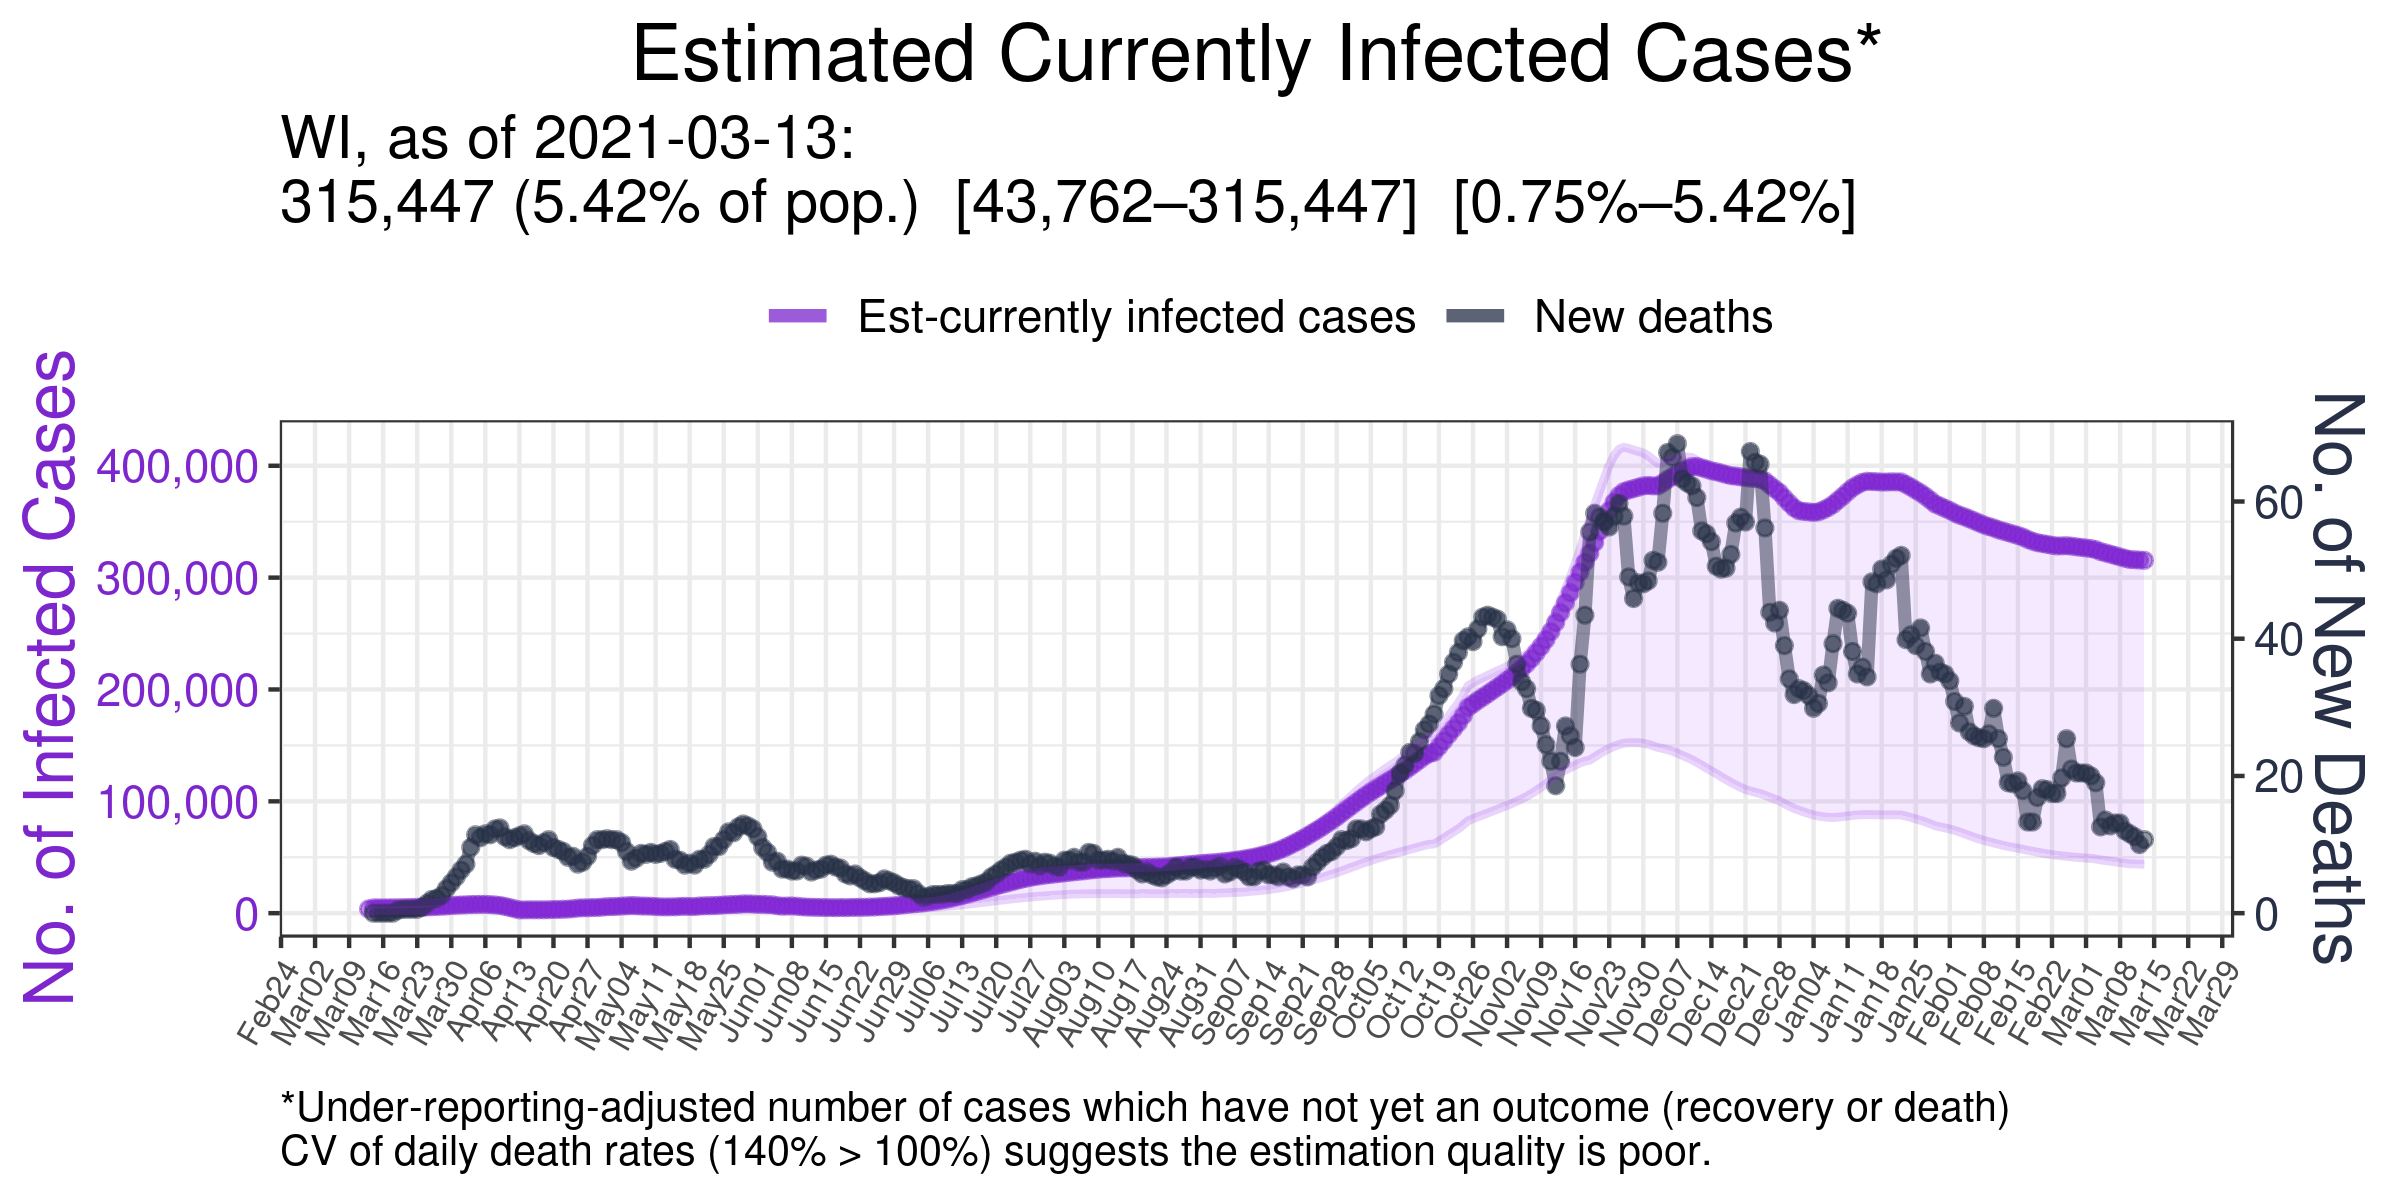 Estimated Currently Infected Cases*
WI, as of 2021-03-13:
315,447 (5.42% of pop.) [43,762–315,447] [0.75%–5.42%]
Est-currently infected cases New deaths
No. of Infected Cases
400,000
300,000
200,000
100,000
0
60
40
20
0
No. of New Deaths
Feb24 Mar02 Mar09 Mar16 Mar23 Mar30 Apr06 Apr13 Apr20 Apr27 May04 May11 May18 May25 Jun01 Jun08 Jun15 Jun22 Jun29 Jul06 Jul13 Jul20 Jul27 Aug03 Aug10 Aug17 Aug24 Aug31 Sep07 Sep14 Sep21 Sep28 Oct05 Oct12 Oct19 Oct26 Nov02 Nov09 Nov16 Nov23 Nov30 Dec07 Dec14 Dec21 Dec28 Jan04 Jan11 Jan18 Jan25 Feb01 Feb08 Feb15 Feb22 Mar01 Mar08 Mar15 Mar22 Mar29
*Under-reporting-adjusted number of cases which have not yet an outcome (recovery or death)
CV of daily death rates (140% > 100%) suggests the estimation quality is poor.